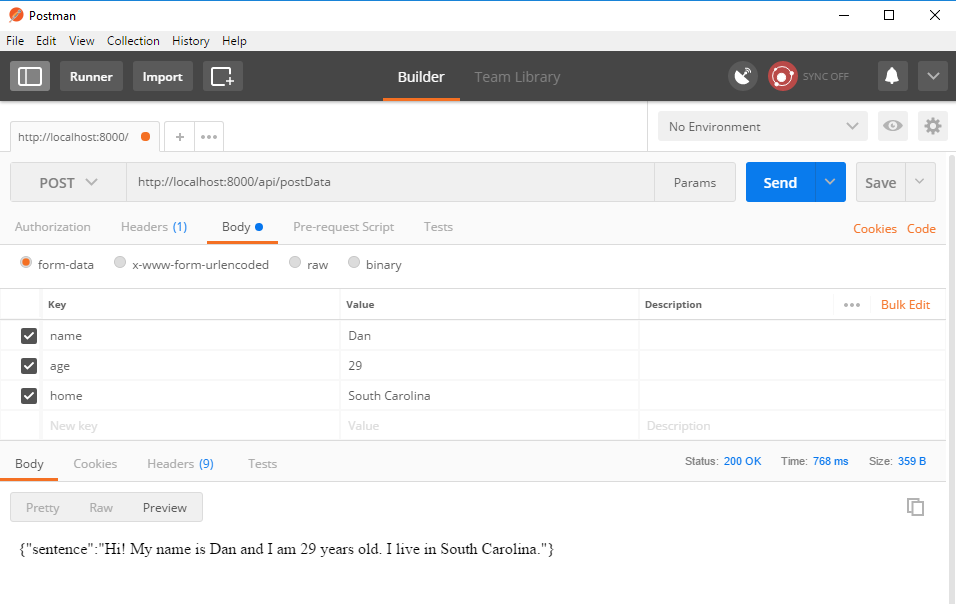 Postman
File Edit View Collection History Help
Runner Import Builder Team Library SYNC OFF
http://localhost:8000/ + ••• No Environment
POST http://localhost:8000/api/postData Params Send Save
Authorization Headers (1) Body Pre-request Script Tests Cookies Code
form-data x-www-form-urlencoded raw binary
Key Value Description ••• Bulk Edit
name Dan
age 29
home South Carolina
New key Value Description
Body Cookies Headers (9) Tests Status: 200 OK Time: 768 ms Size: 359 B
Pretty Raw Preview
{"sentence":"Hi! My name is Dan and I am 29 years old. I live in South Carolina."}